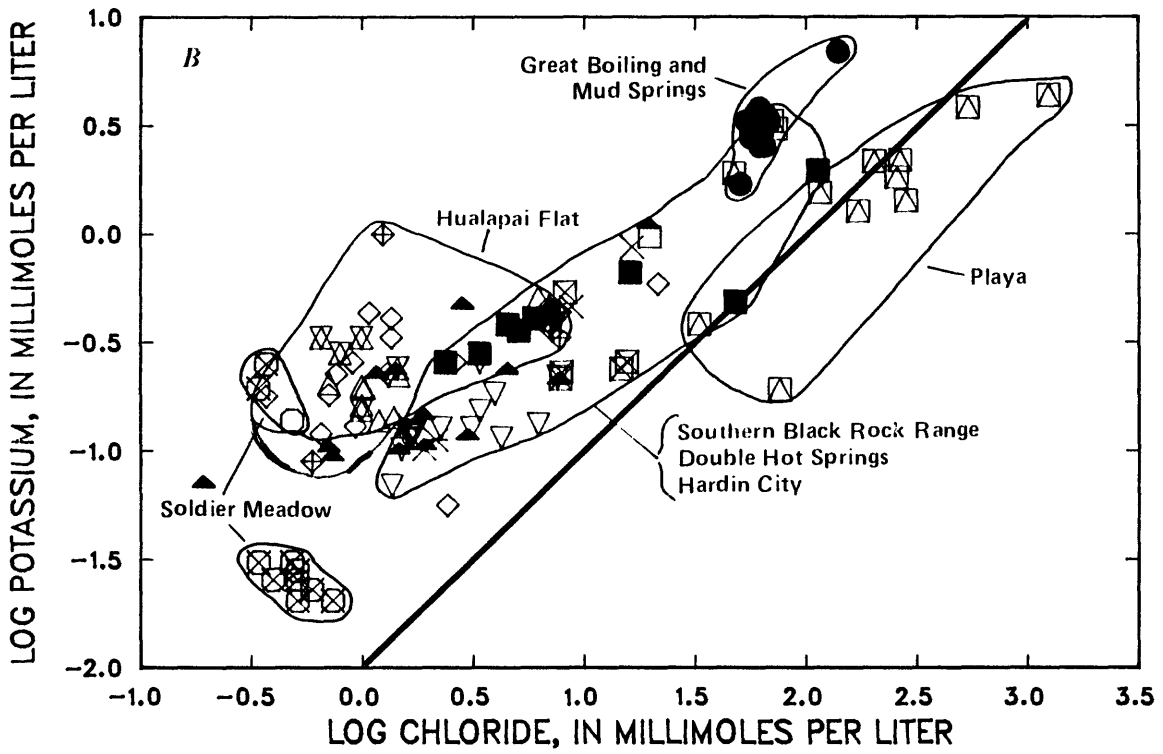 B
1.0
0.5
0.0
−0.5
−1.0
−1.5
−2.0
LOG POTASSIUM, IN MILLIMOLES PER LITER
Great Boiling and
Mud Springs
Hualapai Flat
Playa
Southern Black Rock Range
Double Hot Springs
Hardin City
Soldier Meadow
−1.0 −0.5 0.0 0.5 1.0 1.5 2.0 2.5 3.0 3.5
LOG CHLORIDE, IN MILLIMOLES PER LITER